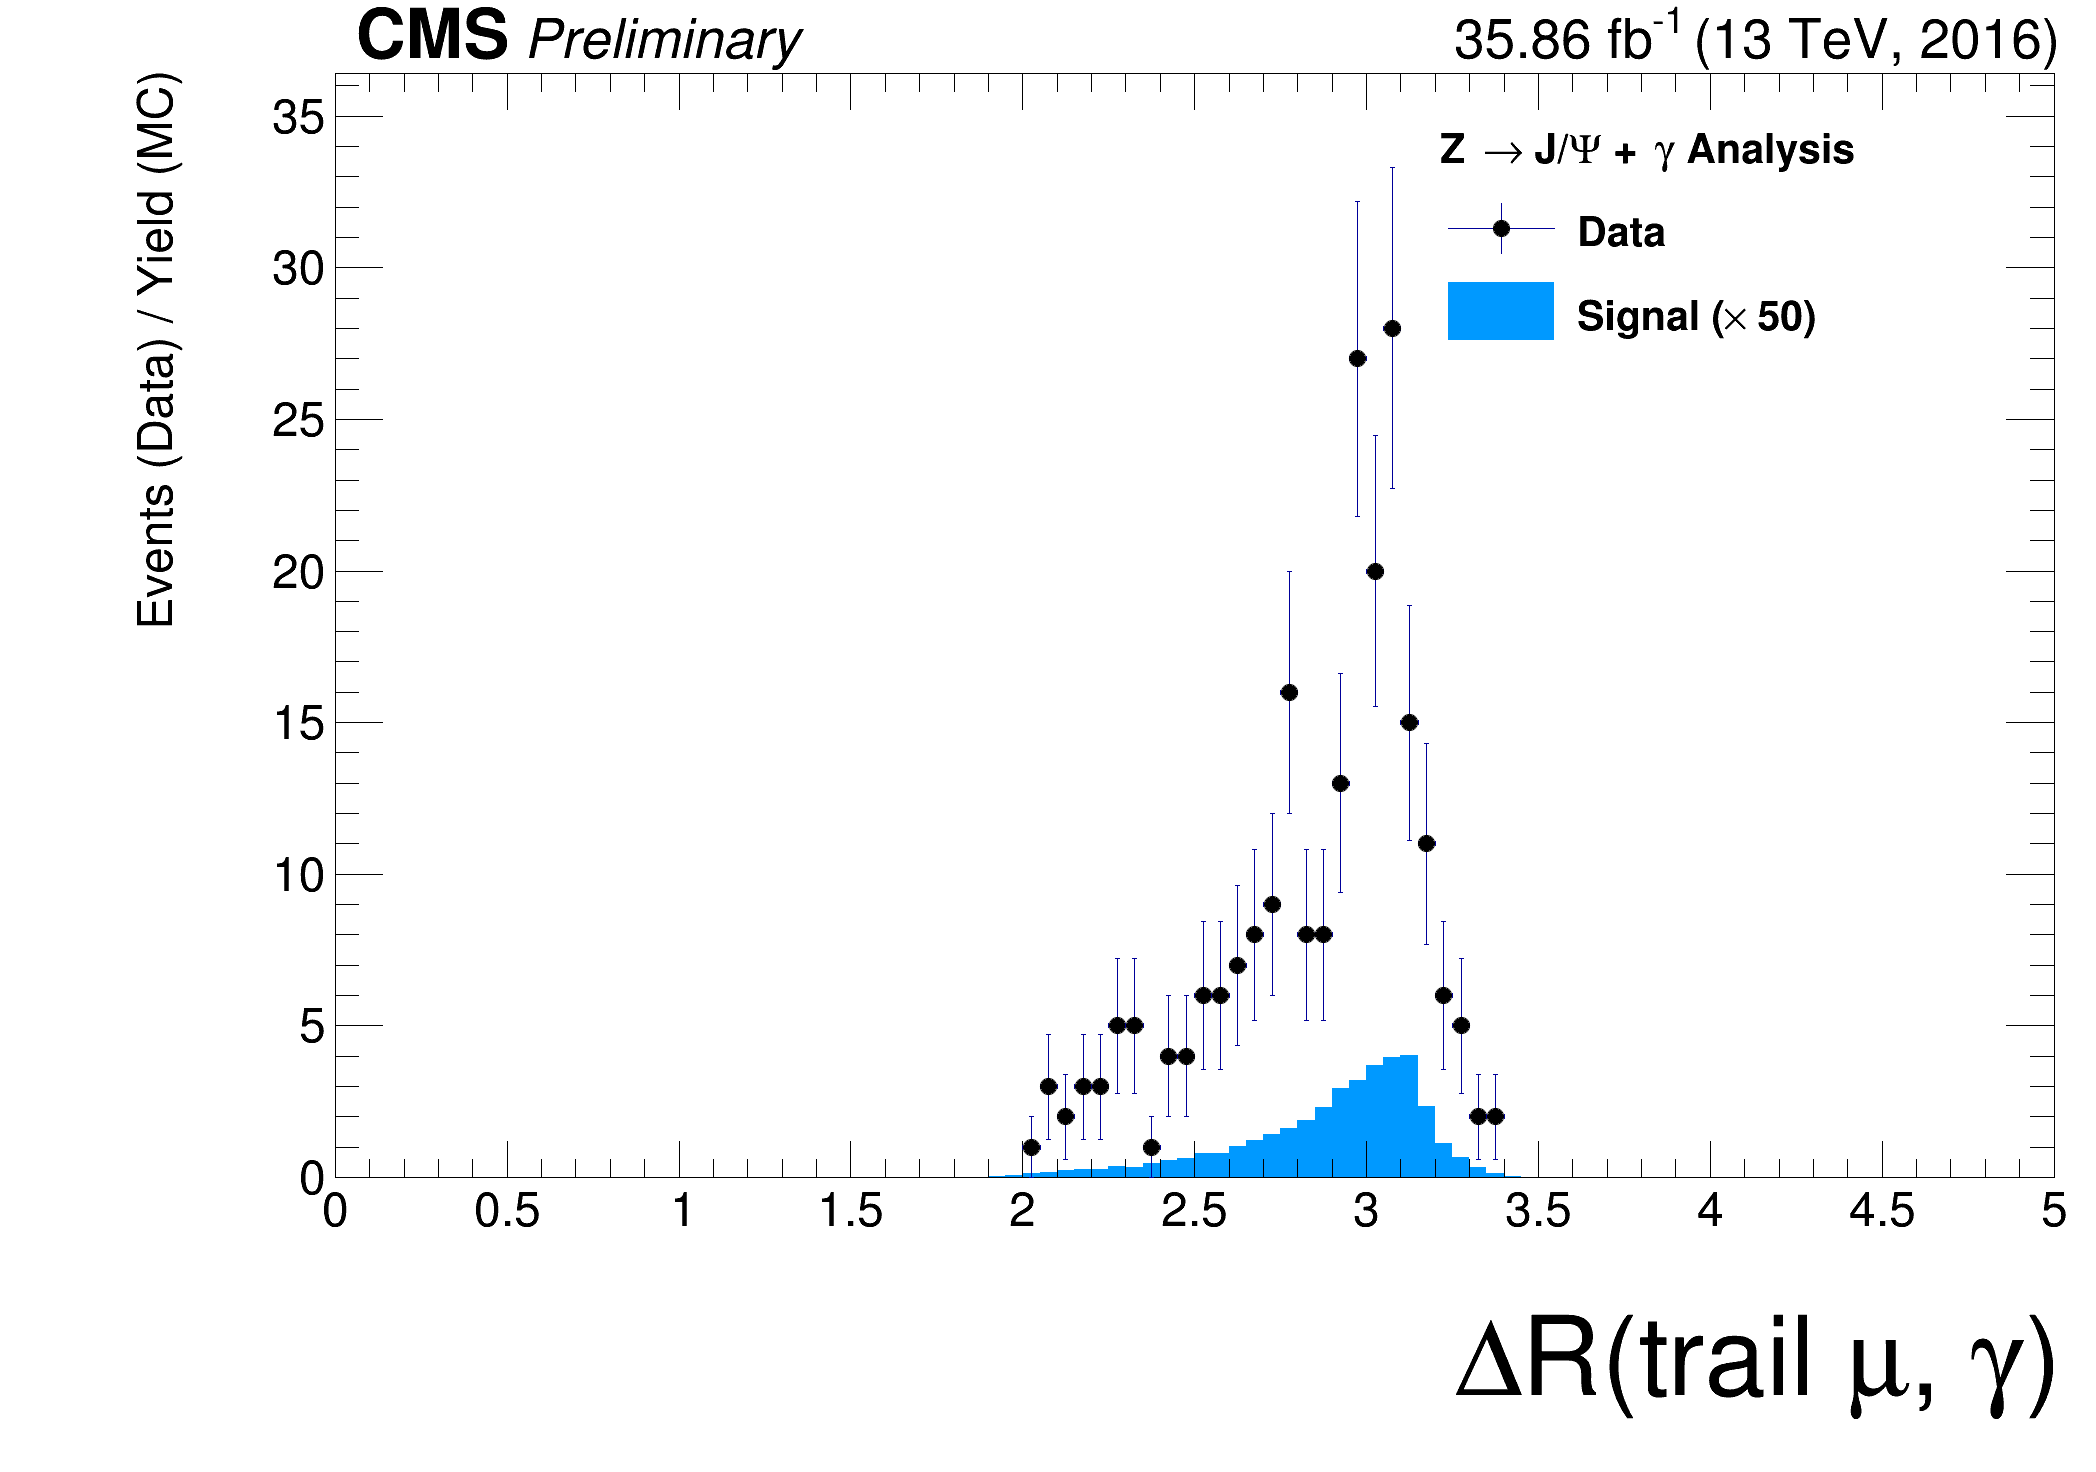 CMS Preliminary 35.86 fb⁻¹ (13 TeV, 2016)
Events (Data) / Yield (MC)
Z → J/Ψ + γ Analysis
Data
Signal (× 50)
35
30
25
20
15
10
5
0
0 0.5 1 1.5 2 2.5 3 3.5 4 4.5 5
ΔR(trail μ, γ)